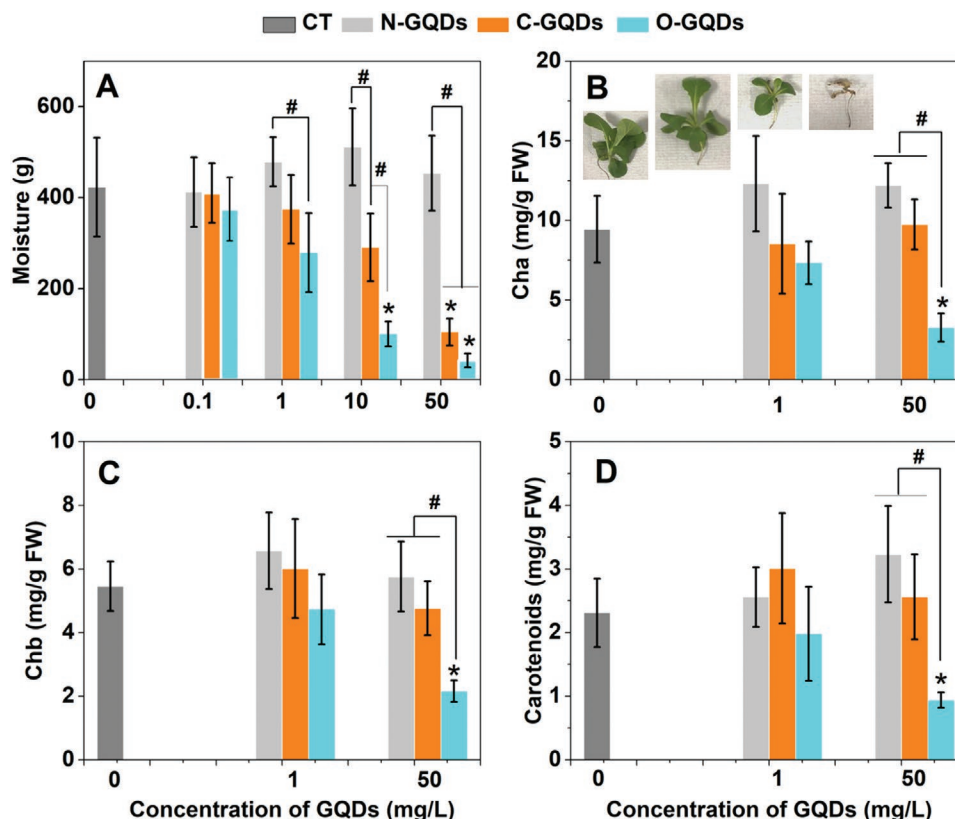 CT N-GQDs C-GQDs O-GQDs
A
Moisture (g)
600
400
200
0
# # # #
* * *
0 0.1 1 10 50
B
Cha (mg/g FW)
20
15
10
5
0
#
*
0 1 50
C
Chb (mg/g FW)
10
8
6
4
2
0
#
*
0 1 50
Concentration of GQDs (mg/L)
D
Carotenoids (mg/g FW)
5
4
3
2
1
0
#
*
0 1 50
Concentration of GQDs (mg/L)